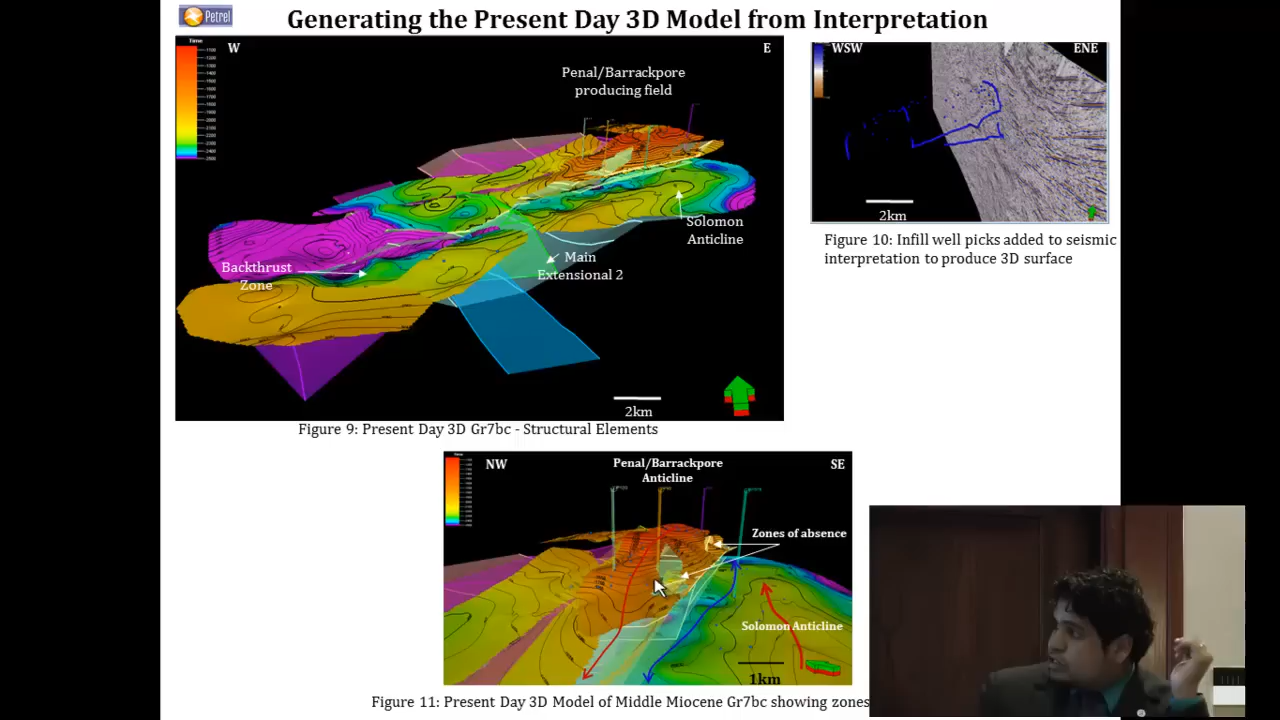 Petrel
Generating the Present Day 3D Model from Interpretation
Time
W
E
Penal/Barrackpore
producing field
Solomon
Anticline
Main
Extensional 2
Backthrust
Zone
2km
Figure 9: Present Day 3D Gr7bc - Structural Elements
WSW
ENE
2km
Figure 10: Infill well picks added to seismic
interpretation to produce 3D surface
NW
Penal/Barrackpore
Anticline
SE
Zones of absence
Solomon Anticline
1km
Figure 11: Present Day 3D Model of Middle Miocene Gr7bc showing zones